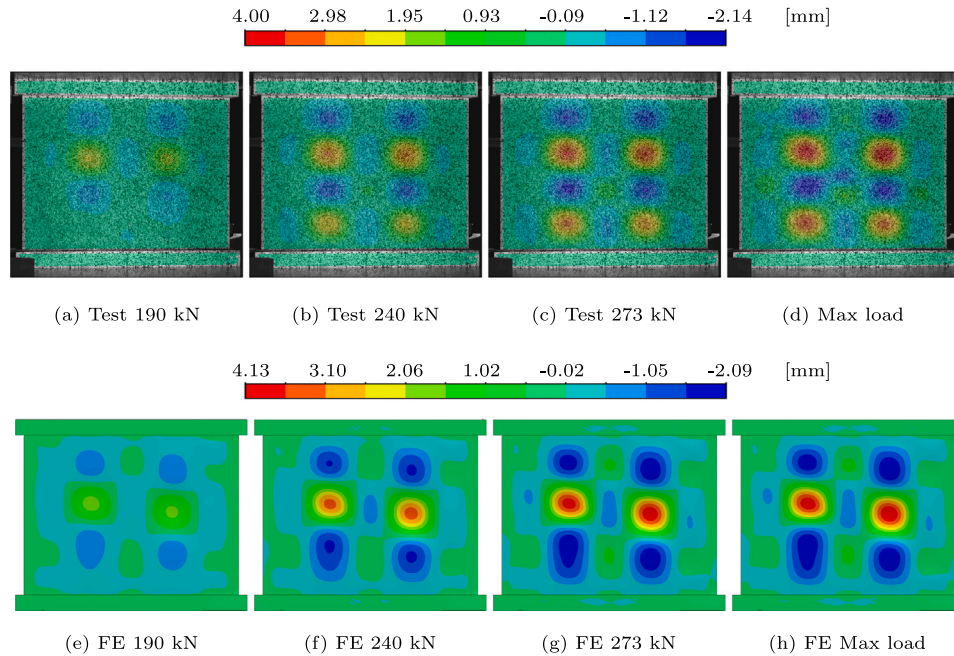 4.00 2.98 1.95 0.93 -0.09 -1.12 -2.14 [mm]
(a) Test 190 kN (b) Test 240 kN (c) Test 273 kN (d) Max load
4.13 3.10 2.06 1.02 -0.02 -1.05 -2.09 [mm]
(e) FE 190 kN (f) FE 240 kN (g) FE 273 kN (h) FE Max load